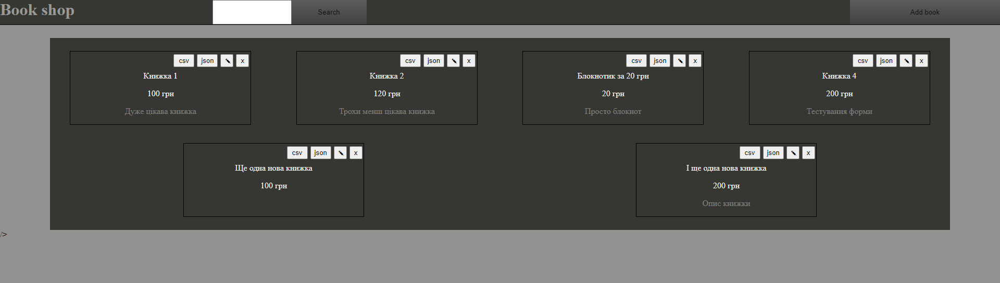 Book shop Search Add book
csv json x csv json x csv json x csv json x
Книжка 1 Книжка 2 Блокнотик за 20 грн Книжка 4
100 грн 120 грн 20 грн 200 грн
Дуже цікава книжка Трохи менш цікава книжка Просто блокнот Тестування форми
csv json x csv json x
Ще одна нова книжка І ще одна нова книжка
100 грн 200 грн
Опис книжки
/>